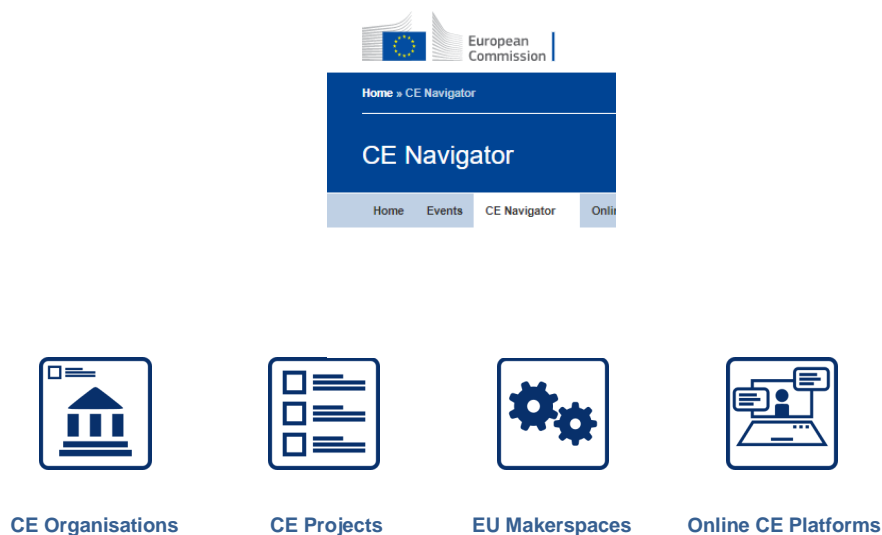 European
Commission
Home » CE Navigator
CE Navigator
Home Events CE Navigator Onlin
CE Organisations CE Projects EU Makerspaces Online CE Platforms